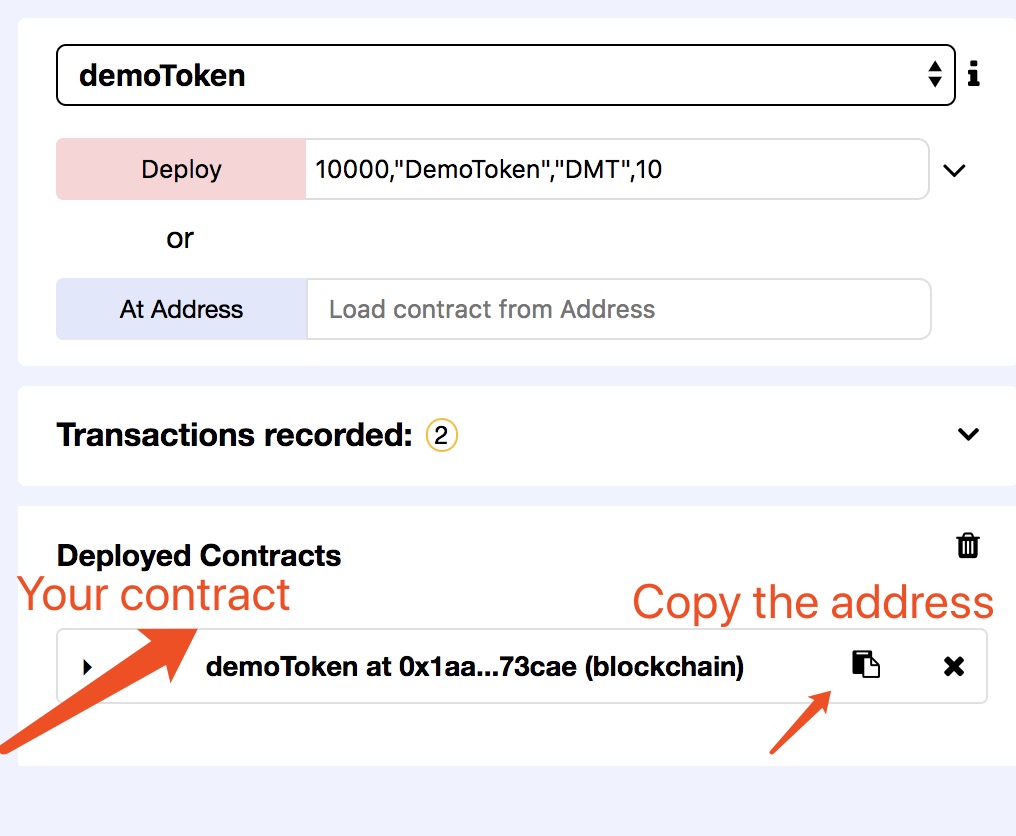 demoToken
Deploy 10000,"DemoToken","DMT",10
or
At Address Load contract from Address
Transactions recorded: 2
Deployed Contracts
Your contract
Copy the address
demoToken at 0x1aa...73cae (blockchain)